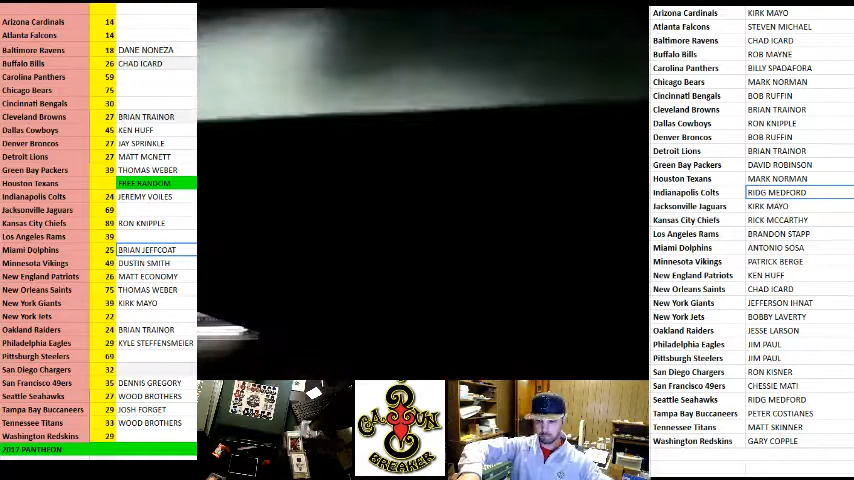 Arizona Cardinals 14
Atlanta Falcons 14
Baltimore Ravens 18 DANE NONEZA
Buffalo Bills 26 CHAD ICARD
Carolina Panthers 59
Chicago Bears 75
Cincinnati Bengals 30
Cleveland Browns 27 BRIAN TRAINOR
Dallas Cowboys 45 KEN HUFF
Denver Broncos 27 JAY SPRINKLE
Detroit Lions 27 MATT MCNETT
Green Bay Packers 39 THOMAS WEBER
Houston Texans FREE RANDOM
Indianapolis Colts 24 JEREMY VOILES
Jacksonville Jaguars 69
Kansas City Chiefs 89 RON KNIPPLE
Los Angeles Rams 39
Miami Dolphins 25 BRIAN JEFFCOAT
Minnesota Vikings 49 DUSTIN SMITH
New England Patriots 26 MATT ECONOMY
New Orleans Saints 75 THOMAS WEBER
New York Giants 39 KIRK MAYO
New York Jets 22
Oakland Raiders 24 BRIAN TRAINOR
Philadelphia Eagles 29 KYLE STEFFENSMEIER
Pittsburgh Steelers 69
San Diego Chargers 32
San Francisco 49ers 35 DENNIS GREGORY
Seattle Seahawks 27 WOOD BROTHERS
Tampa Bay Buccaneers 29 JOSH FORGET
Tennessee Titans 33 WOOD BROTHERS
Washington Redskins 29
2017 PANTHEON
CAJUN
BREAKER
Arizona Cardinals KIRK MAYO
Atlanta Falcons STEVEN MICHAEL
Baltimore Ravens CHAD ICARD
Buffalo Bills ROB MAYNE
Carolina Panthers BILLY SPADAFORA
Chicago Bears MARK NORMAN
Cincinnati Bengals BOB RUFFIN
Cleveland Browns BRIAN TRAINOR
Dallas Cowboys RON KNIPPLE
Denver Broncos BOB RUFFIN
Detroit Lions BRIAN TRAINOR
Green Bay Packers DAVID ROBINSON
Houston Texans MARK NORMAN
Indianapolis Colts RIDG MEDFORD
Jacksonville Jaguars KIRK MAYO
Kansas City Chiefs RICK MCCARTHY
Los Angeles Rams BRANDON STAPP
Miami Dolphins ANTONIO SOSA
Minnesota Vikings PATRICK BERGE
New England Patriots KEN HUFF
New Orleans Saints CHAD ICARD
New York Giants JEFFERSON IHNAT
New York Jets BOBBY LAVERTY
Oakland Raiders JESSE LARSON
Philadelphia Eagles JIM PAUL
Pittsburgh Steelers JIM PAUL
San Diego Chargers RON KISNER
San Francisco 49ers CHESSIE MATI
Seattle Seahawks RIDG MEDFORD
Tampa Bay Buccaneers PETER COSTIANES
Tennessee Titans MATT SKINNER
Washington Redskins GARY COPPLE